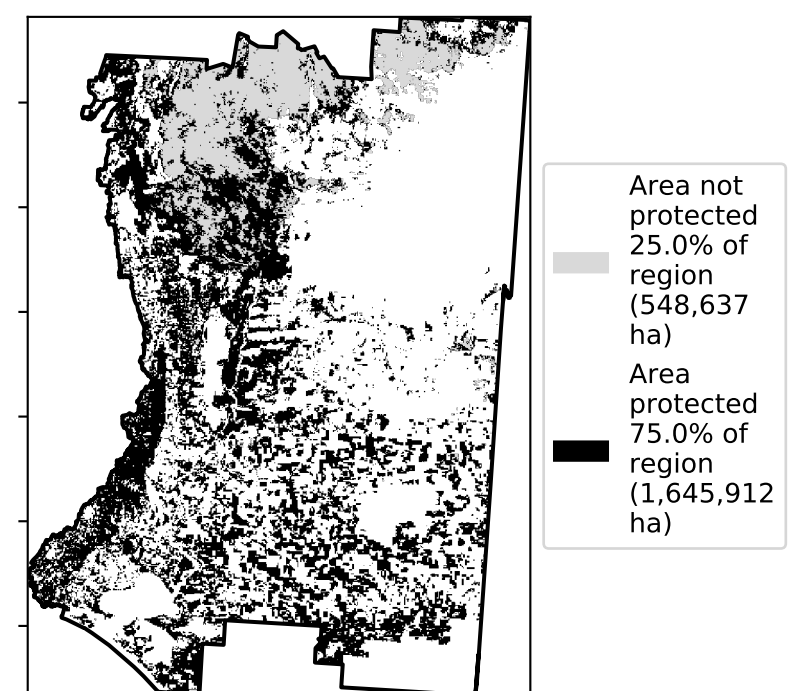 Area not
protected
25.0% of
region
(548,637
ha)
Area
protected
75.0% of
region
(1,645,912
ha)